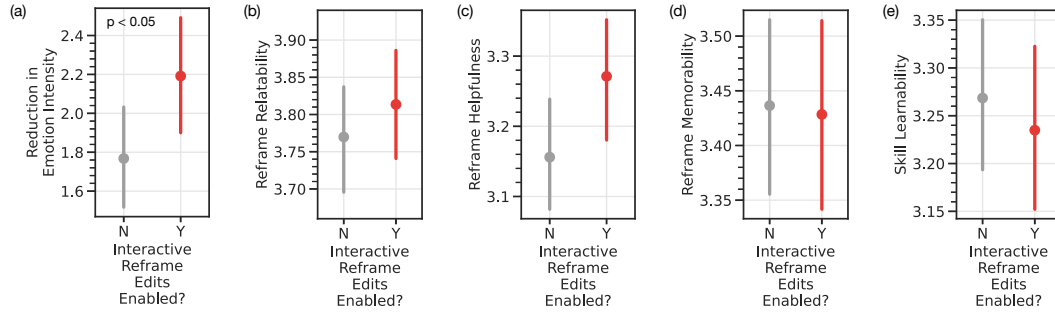 (a)
p < 0.05
Reduction in
Emotion Intensity
2.4
2.2
2.0
1.8
1.6
N Y
Interactive
Reframe
Edits
Enabled?
(b)
Reframe Relatability
3.90
3.85
3.80
3.75
3.70
N Y
Interactive
Reframe
Edits
Enabled?
(c)
Reframe Helpfulness
3.3
3.2
3.1
N Y
Interactive
Reframe
Edits
Enabled?
(d)
Reframe Memorability
3.50
3.45
3.40
3.35
N Y
Interactive
Reframe
Edits
Enabled?
(e)
Skill Learnability
3.35
3.30
3.25
3.20
3.15
N Y
Interactive
Reframe
Edits
Enabled?